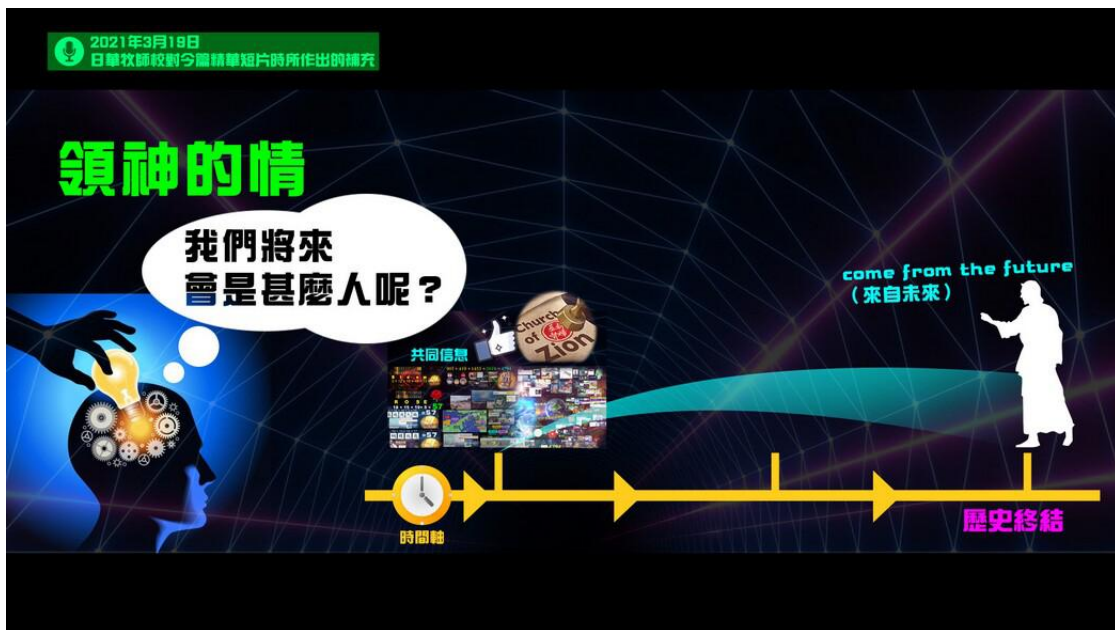 2021年3月19日
日華牧師校對今篇精華短片時所作出的補充
領神的情
我們將來
會是甚麼人呢？
come from the future
（來自未來）
共同信息
Church
of
Zion
時間軸
歷史終結